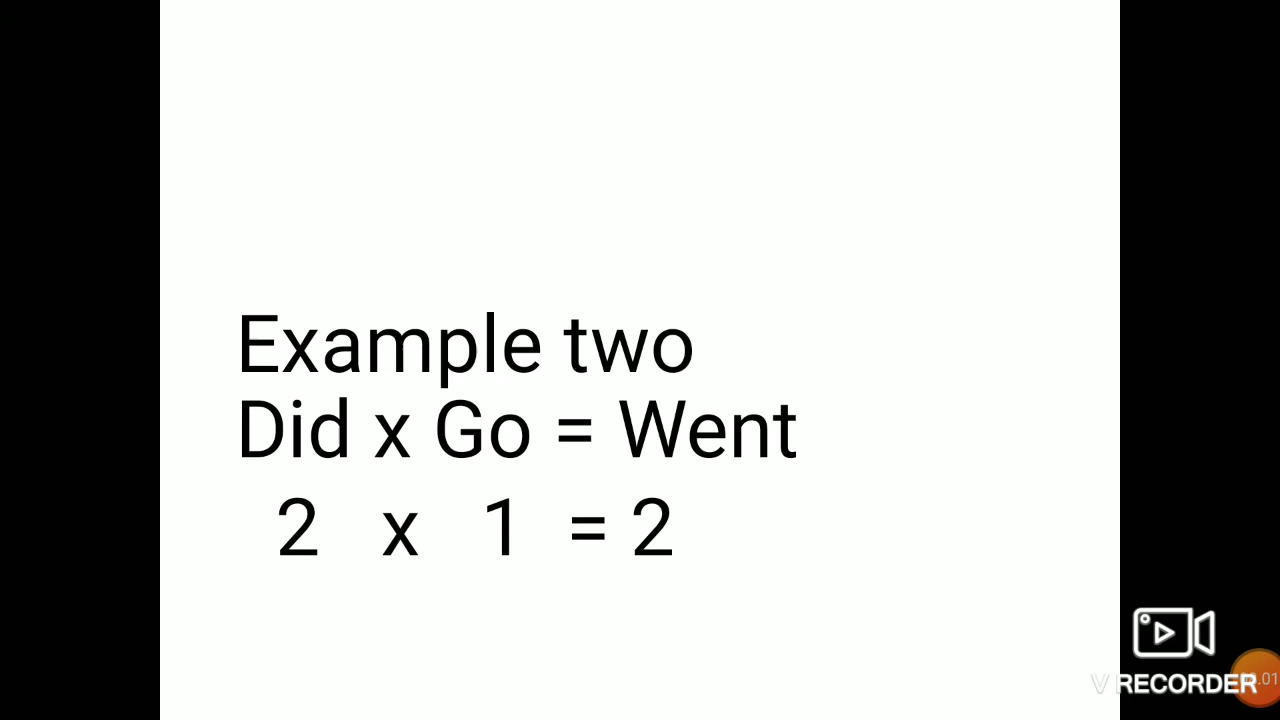 Example two
Did x Go = Went
2 x 1 = 2
V RECORDER